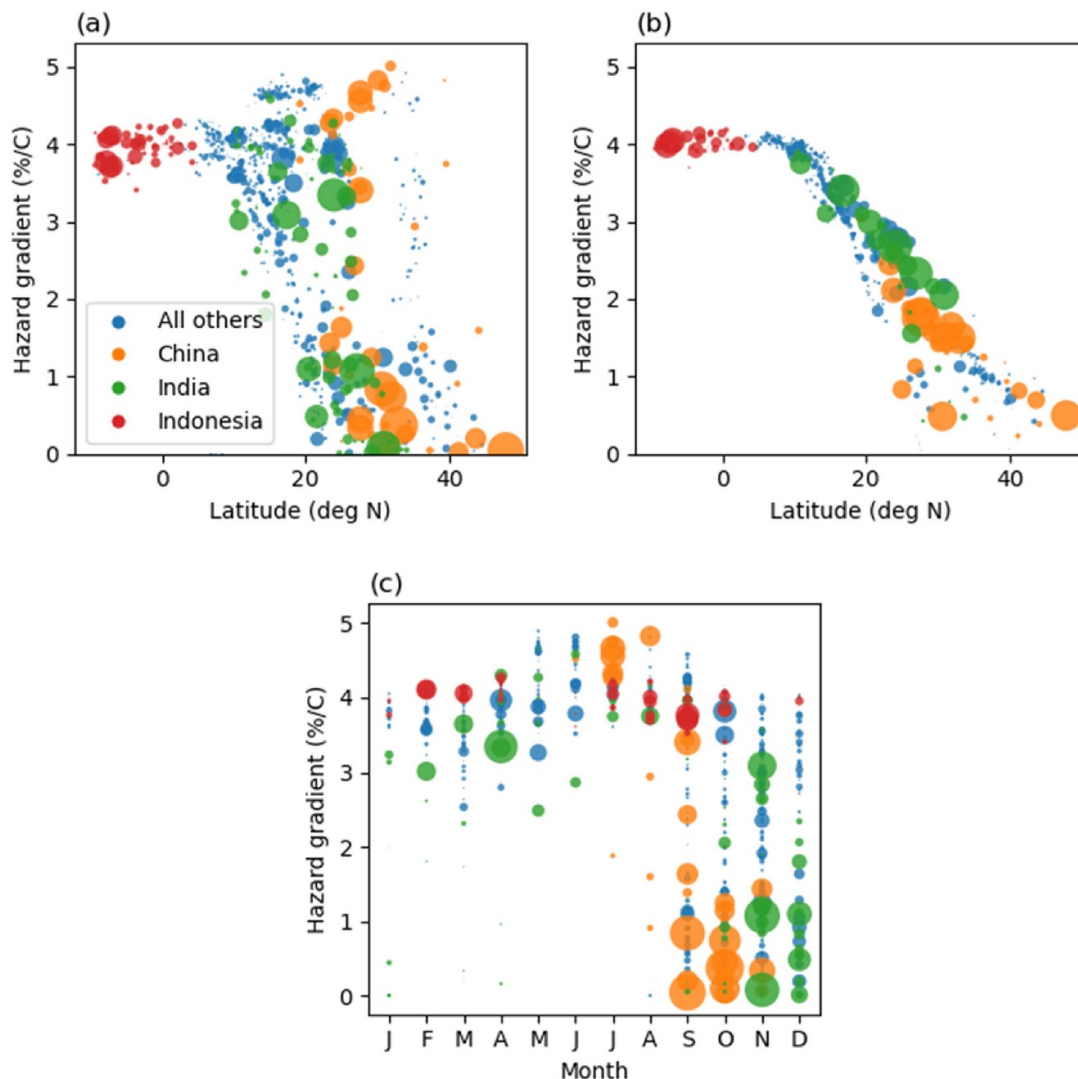 (a)
Hazard gradient (%/C)
5
4
3
2
1
0
All others
China
India
Indonesia
0 20 40
Latitude (deg N)
(b)
Hazard gradient (%/C)
5
4
3
2
1
0
0 20 40
Latitude (deg N)
(c)
Hazard gradient (%/C)
5
4
3
2
1
0
J F M A M J J A S O N D
Month